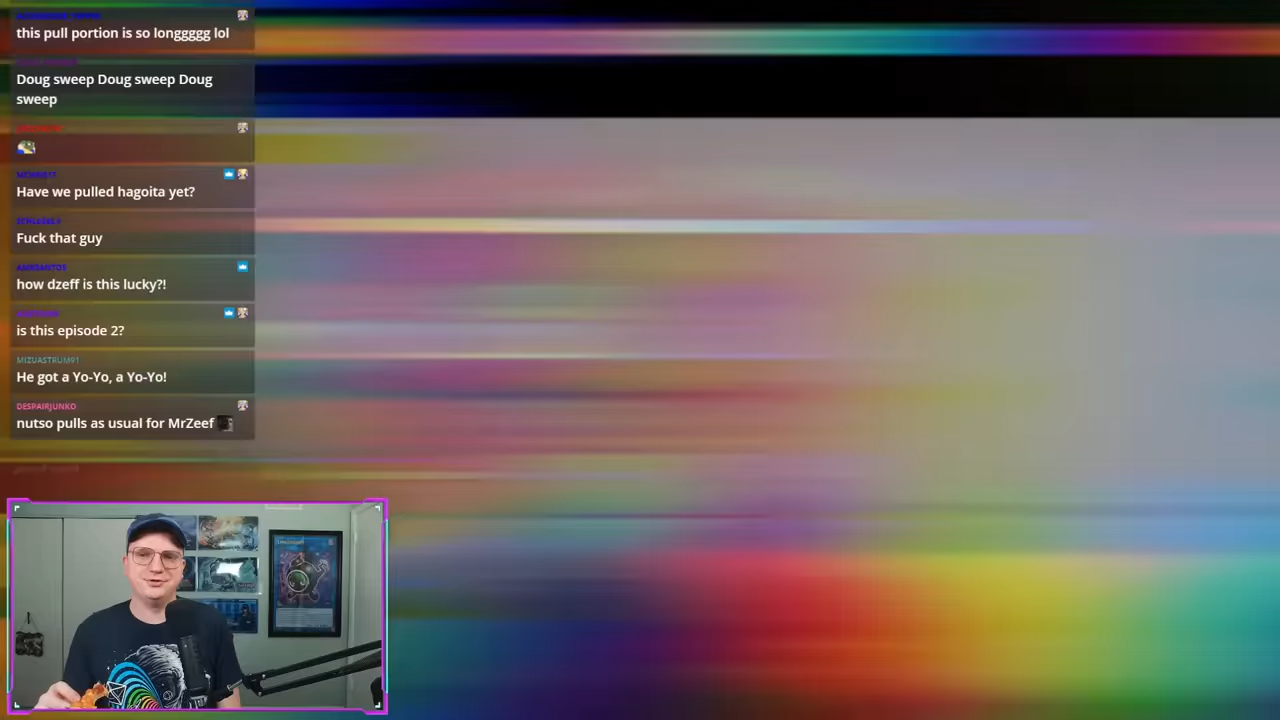 this pull portion is so longgggg lol
Doug sweep Doug sweep Doug
sweep
Have we pulled hagoita yet?
Fuck that guy
how dzeff is this lucky?!
is this episode 2?
MIZUASTRUM91
He got a Yo-Yo, a Yo-Yo!
DESPAIRJUNKO
nutso pulls as usual for MrZeef